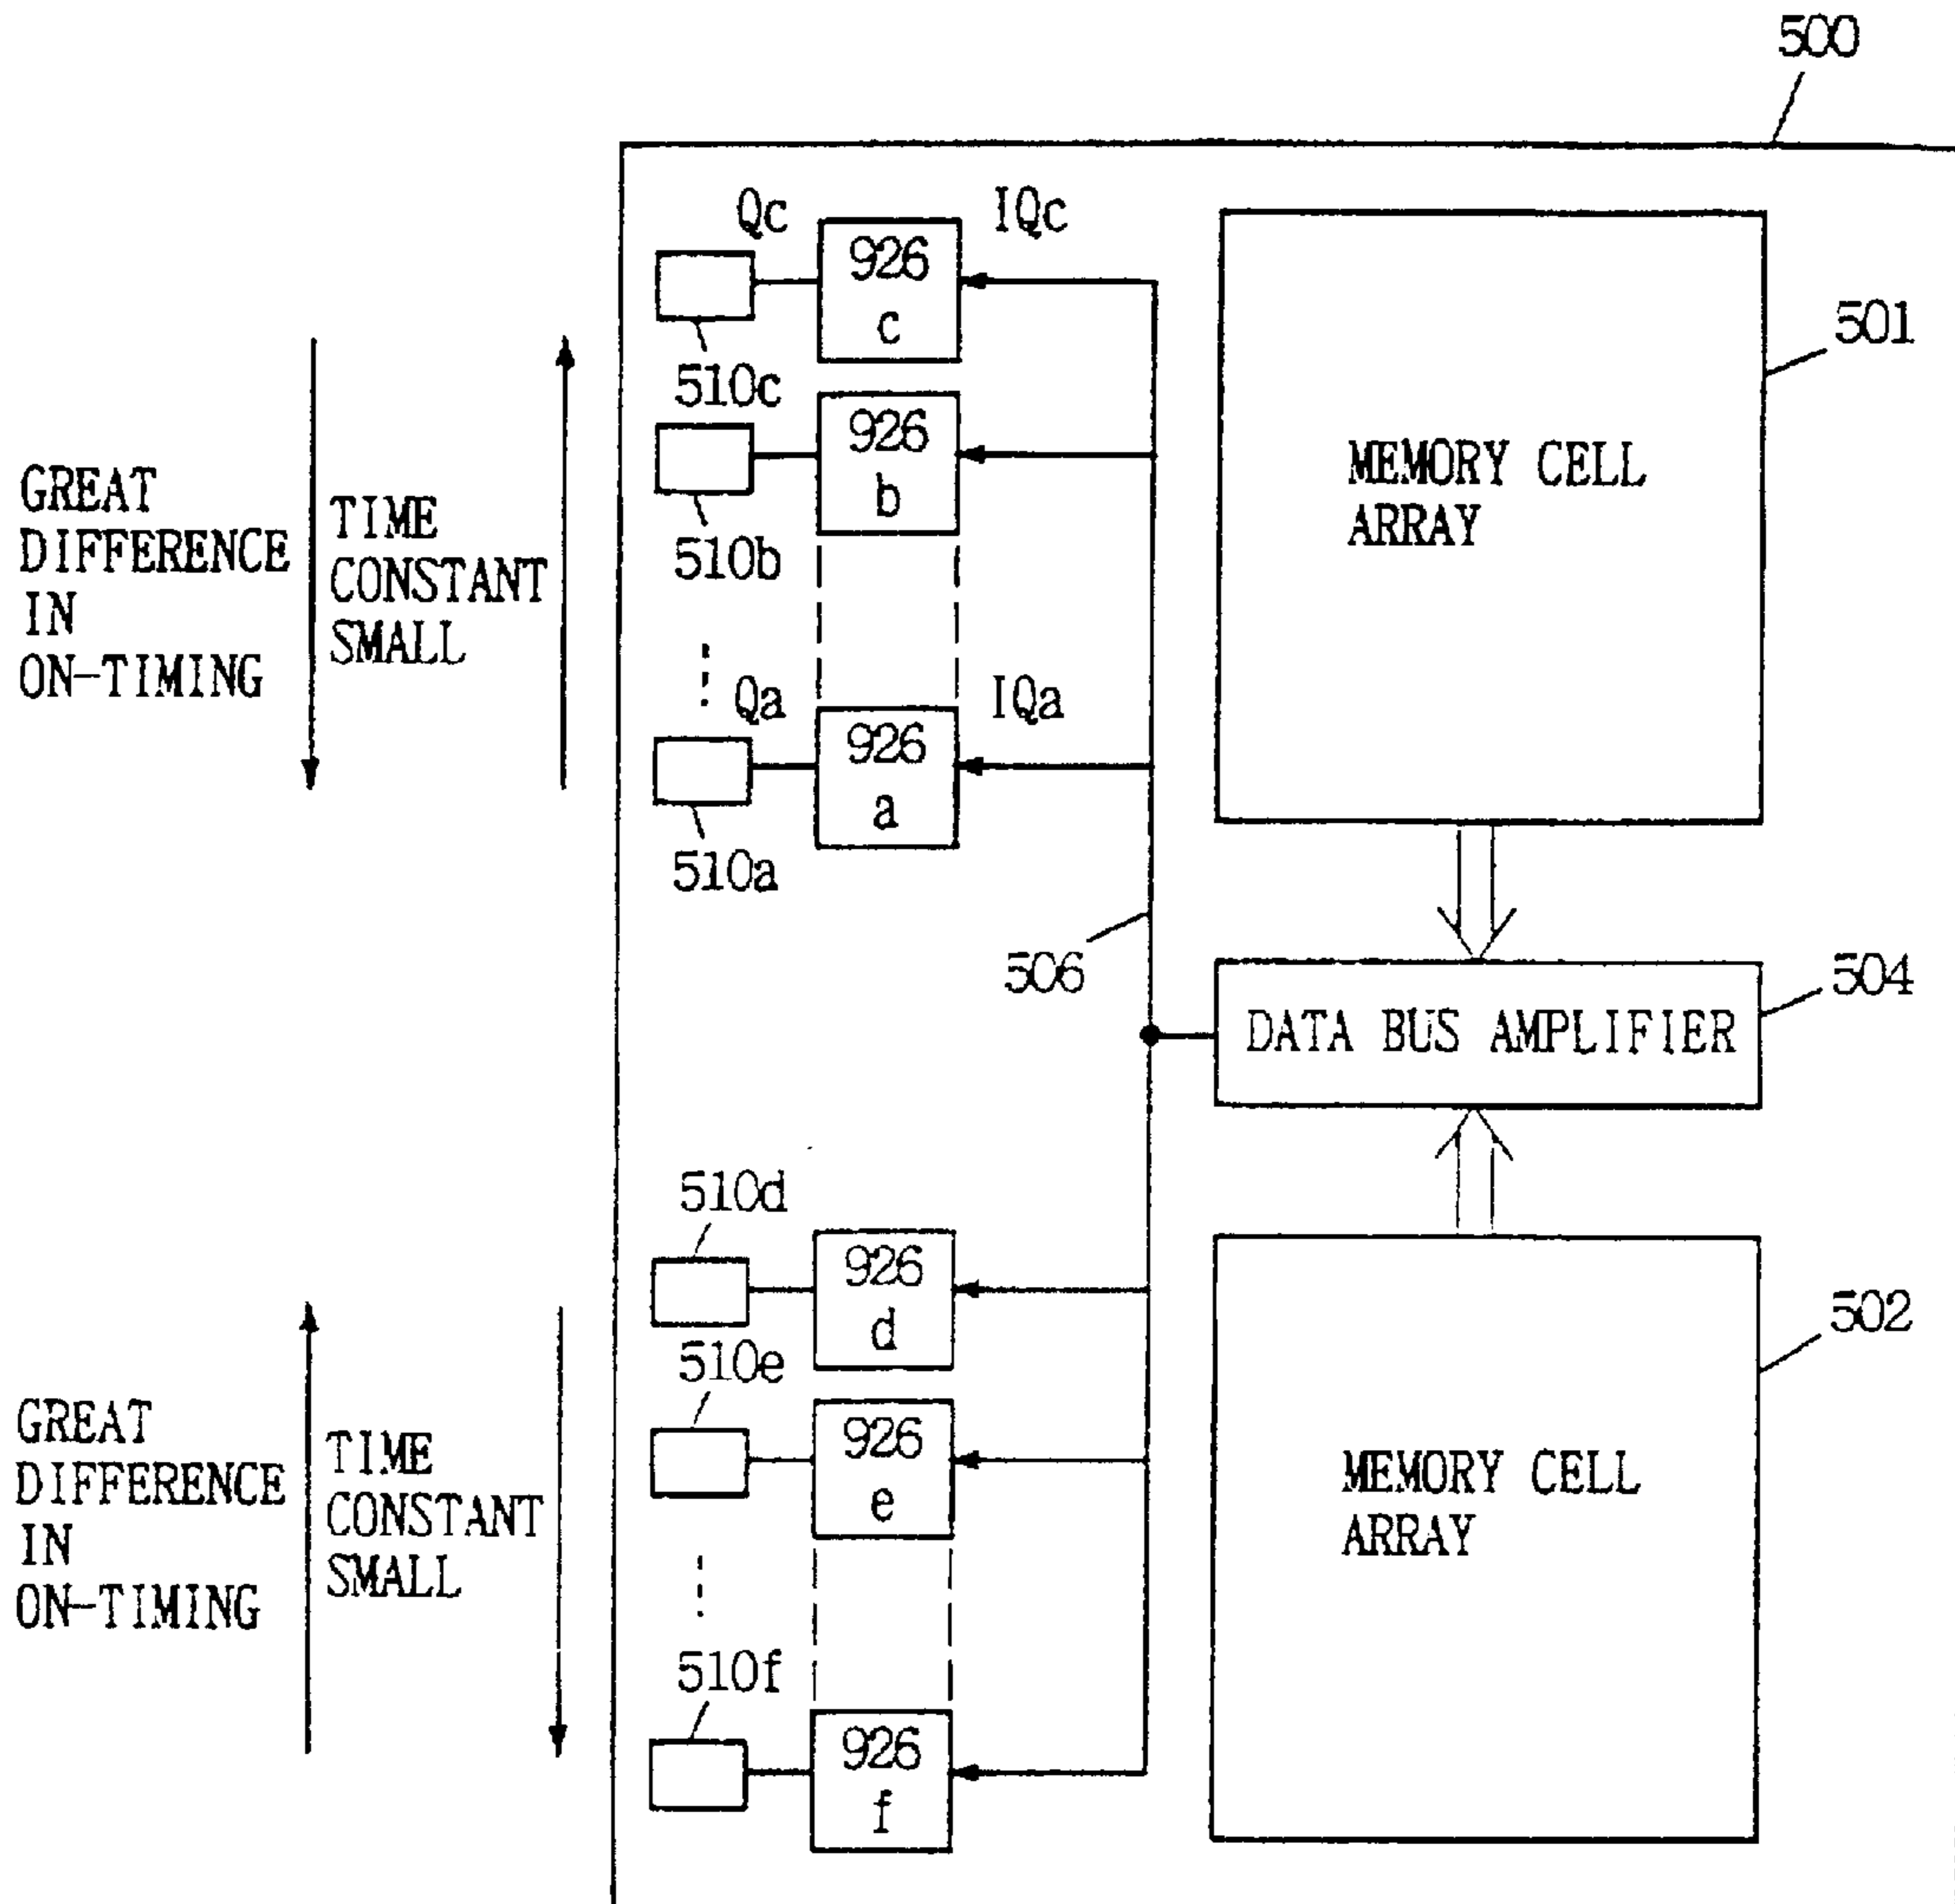 500
Qc
926
c
IQc
510c
501
926
b
510b
MEMORY CELL
ARRAY
GREAT
DIFFERENCE
IN
ON-TIMING
TIME
CONSTANT
SMALL
Qa
926
a
IQa
510a
506
504
DATA BUS AMPLIFIER
510d
926
d
510e
502
926
e
GREAT
DIFFERENCE
IN
ON-TIMING
TIME
CONSTANT
SMALL
MEMORY CELL
ARRAY
510f
926
f